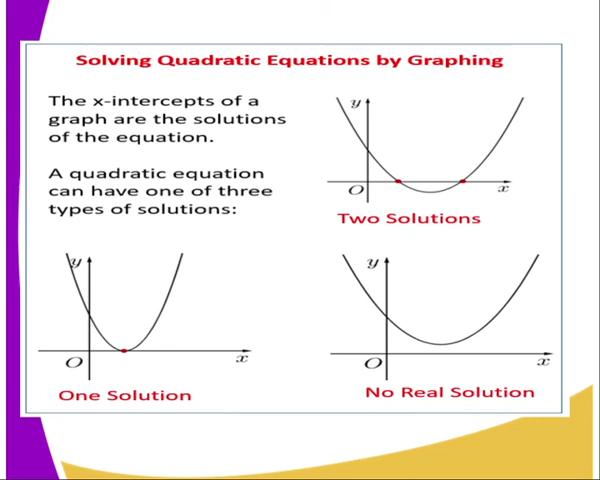 Solving Quadratic Equations by Graphing
The x-intercepts of a
graph are the solutions
of the equation.
A quadratic equation
can have one of three
types of solutions:
y
O
x
Two Solutions
y
O
x
One Solution
y
O
x
No Real Solution